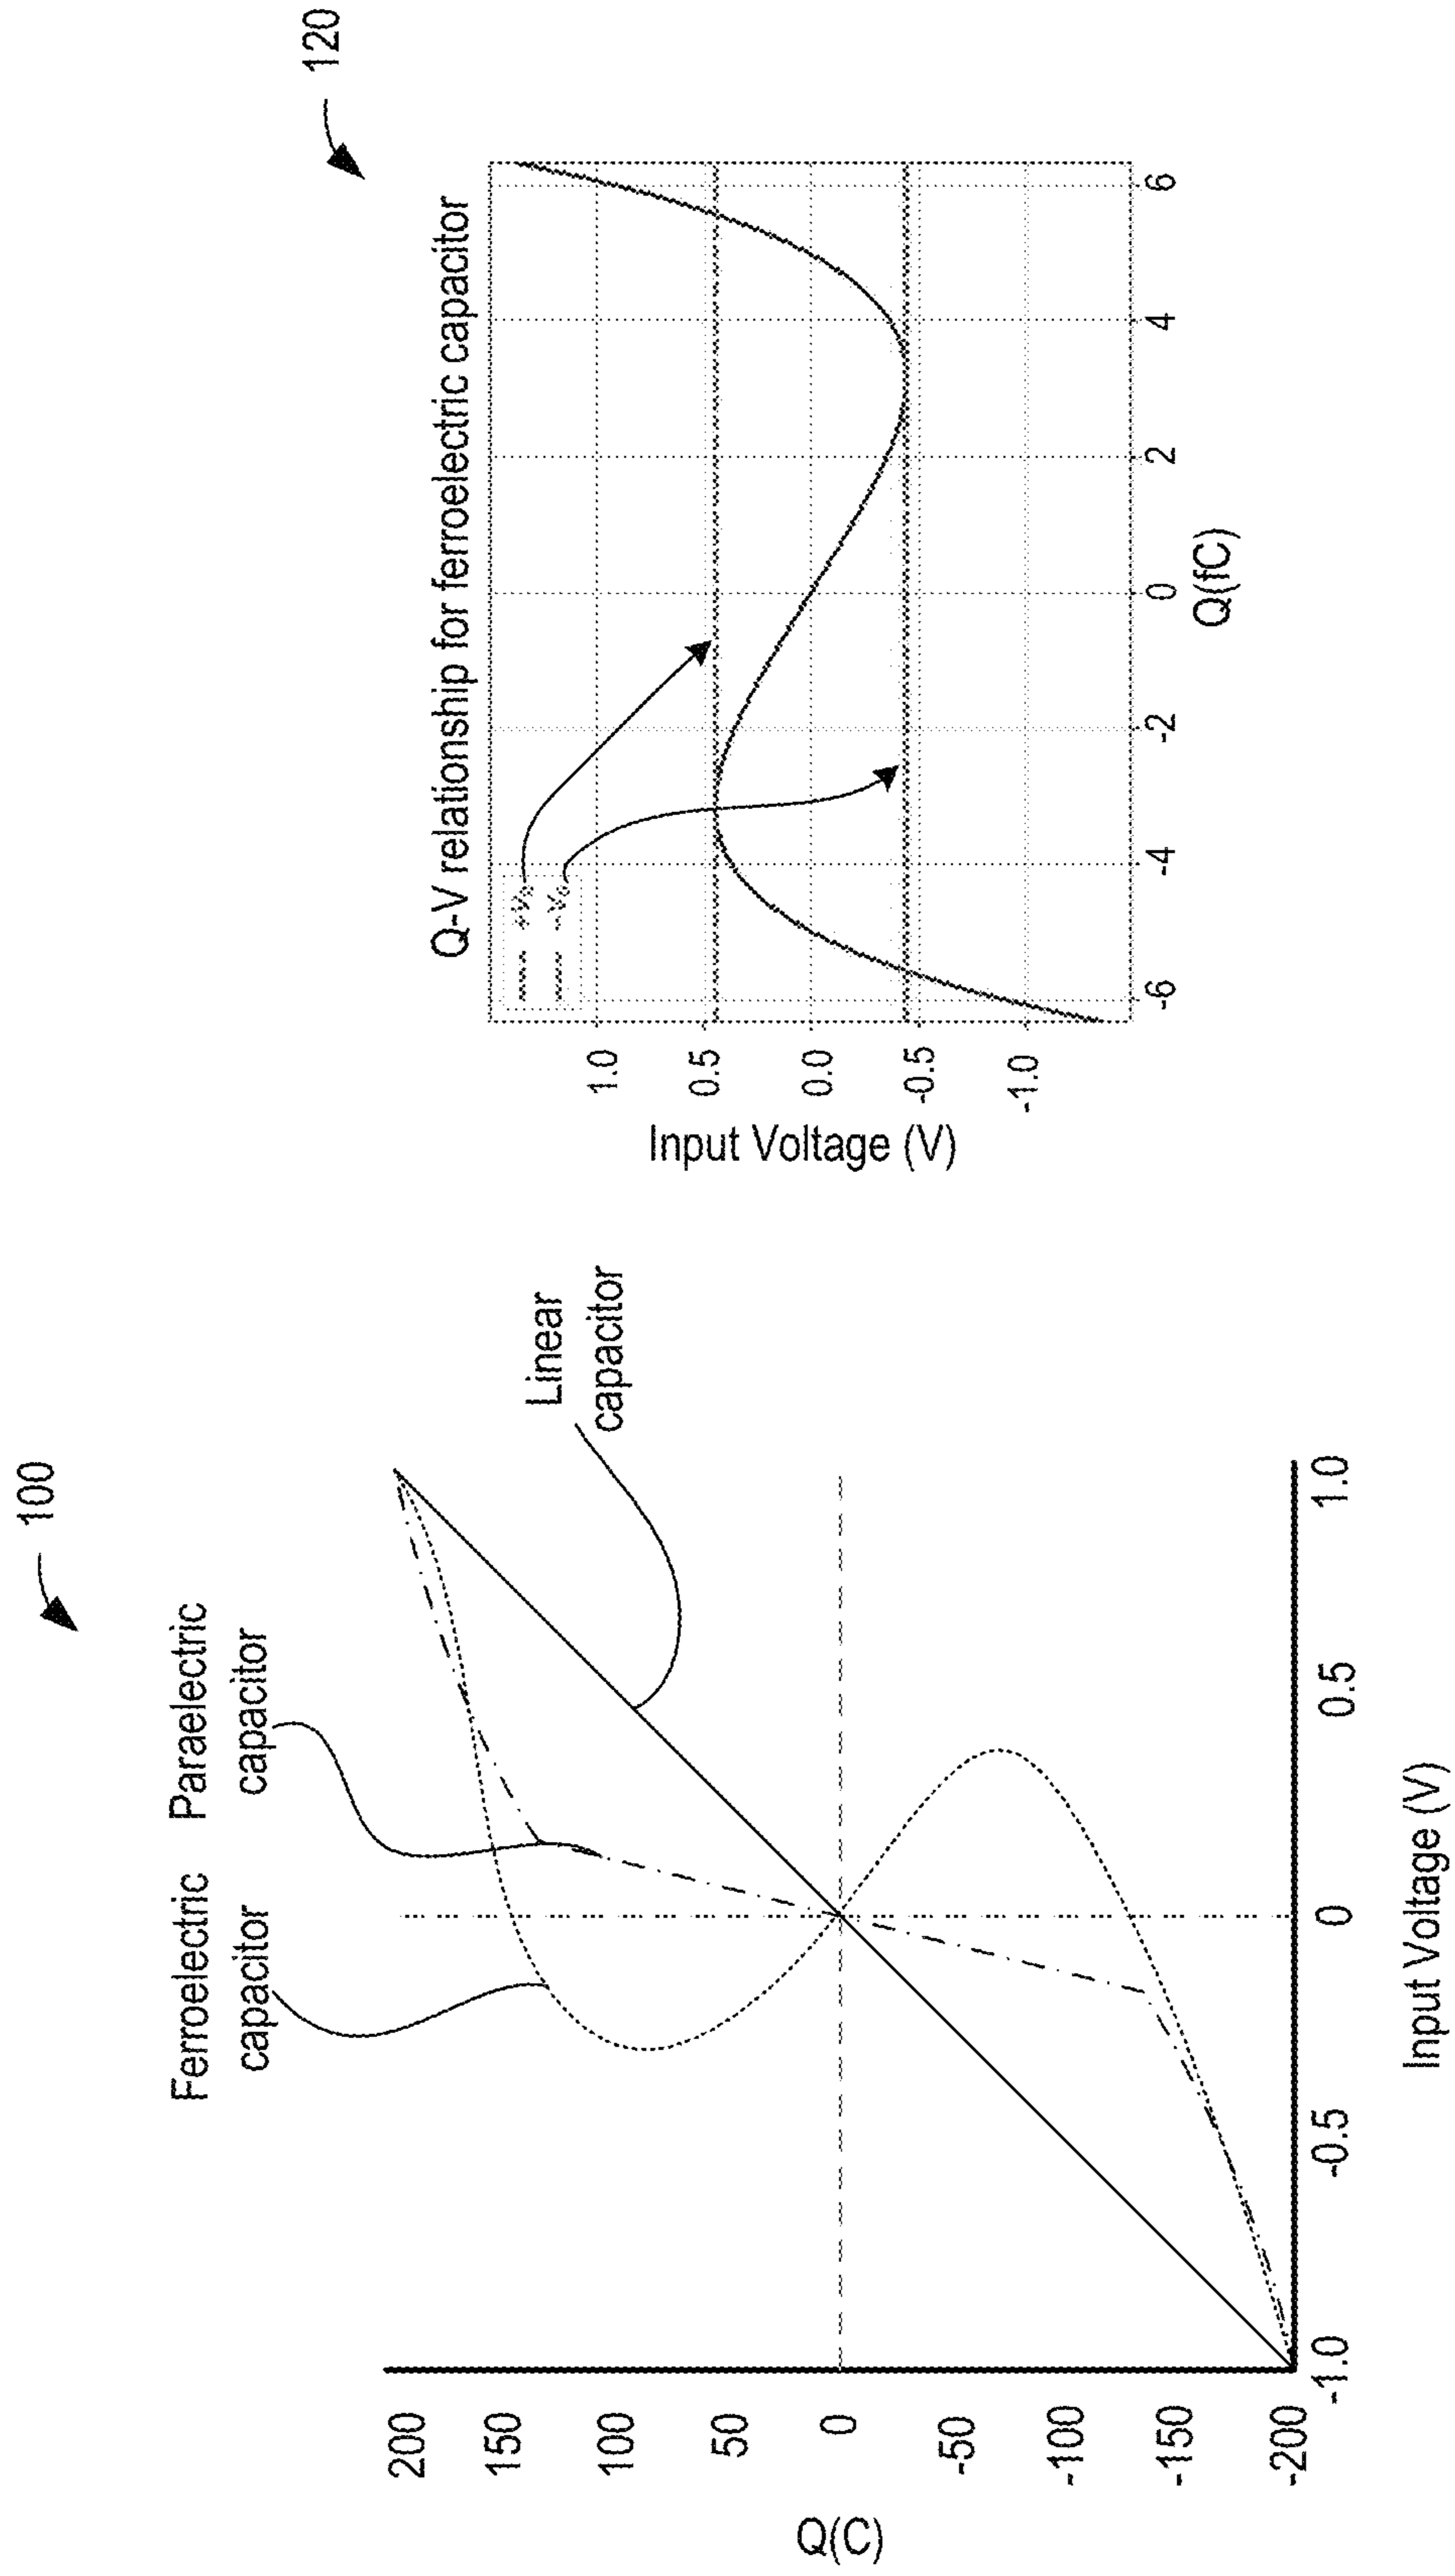 100
Ferroelectric
capacitor
Paraelectric
capacitor
Linear
capacitor
Q(C)
200
150
100
50
0
-50
-100
-150
-200
-1.0
-0.5
0
0.5
1.0
Input Voltage (V)
120
Q-V relationship for ferroelectric capacitor
Input Voltage (V)
1.0
0.5
0.0
-0.5
-1.0
-6
-4
-2
0
2
4
6
Q(fC)